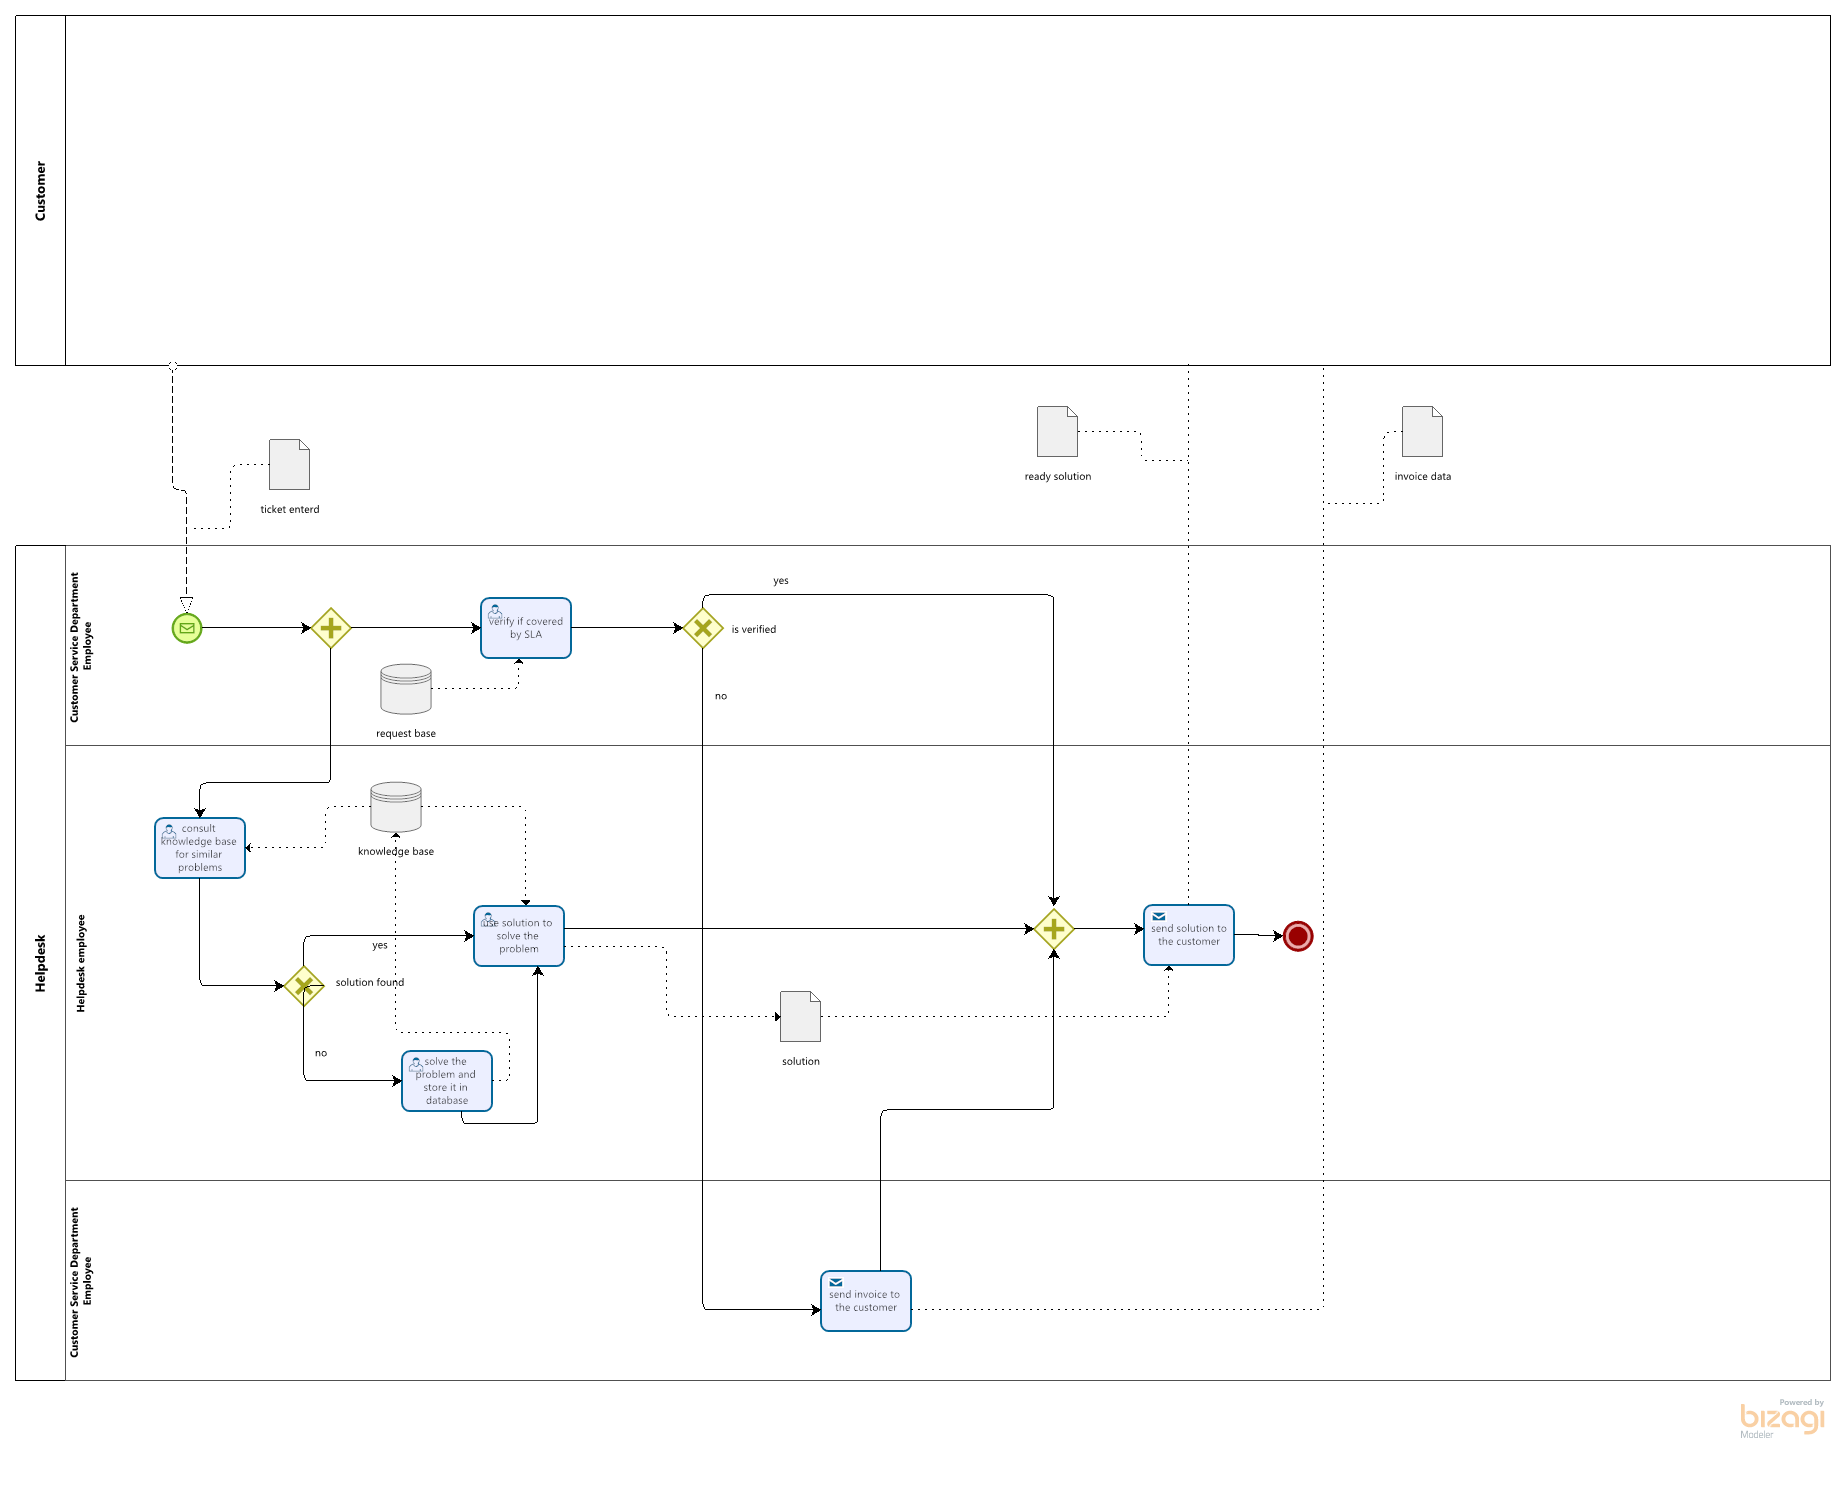 Customer
ticket enterd
ready solution
invoice data
Helpdesk
Customer Service Department
Employee
verify if covered
by SLA
yes
is verified
no
request base
Helpdesk employee
consult
knowledge base
for similar
problems
knowledge base
yes
solution found
no
solution to
solve the
problem
solve the
problem and
store it in
database
solution
send solution to
the customer
Customer Service Department
Employee
send invoice to
the customer
Powered by
bizagi
Modeler